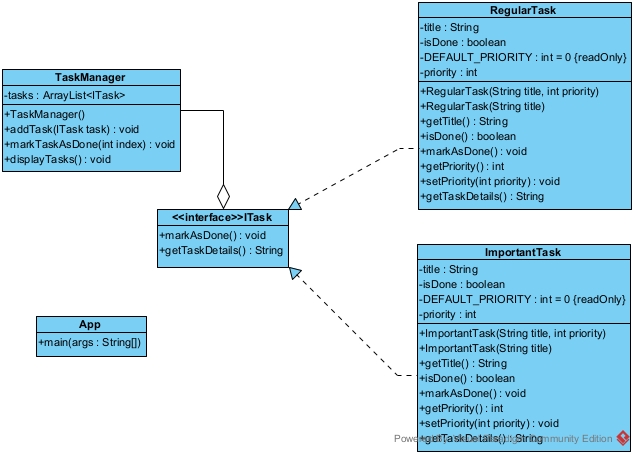 TaskManager
-tasks : ArrayList<ITask>
+TaskManager()
+addTask(ITask task) : void
+markTaskAsDone(int index) : void
+displayTasks() : void
<<interface>>ITask
+markAsDone() : void
+getTaskDetails() : String
App
+main(args : String[])
RegularTask
-title : String
-isDone : boolean
-DEFAULT_PRIORITY : int = 0 {readOnly}
-priority : int
+RegularTask(String title, int priority)
+RegularTask(String title)
+getTitle() : String
+isDone() : boolean
+markAsDone() : void
+getPriority() : int
+setPriority(int priority) : void
+getTaskDetails() : String
ImportantTask
-title : String
-isDone : boolean
-DEFAULT_PRIORITY : int = 0 {readOnly}
-priority : int
+ImportantTask(String title, int priority)
+ImportantTask(String title)
+getTitle() : String
+isDone() : boolean
+markAsDone() : void
+getPriority() : int
+setPriority(int priority) : void
+getTaskDetails() : String
Powered Community Edition